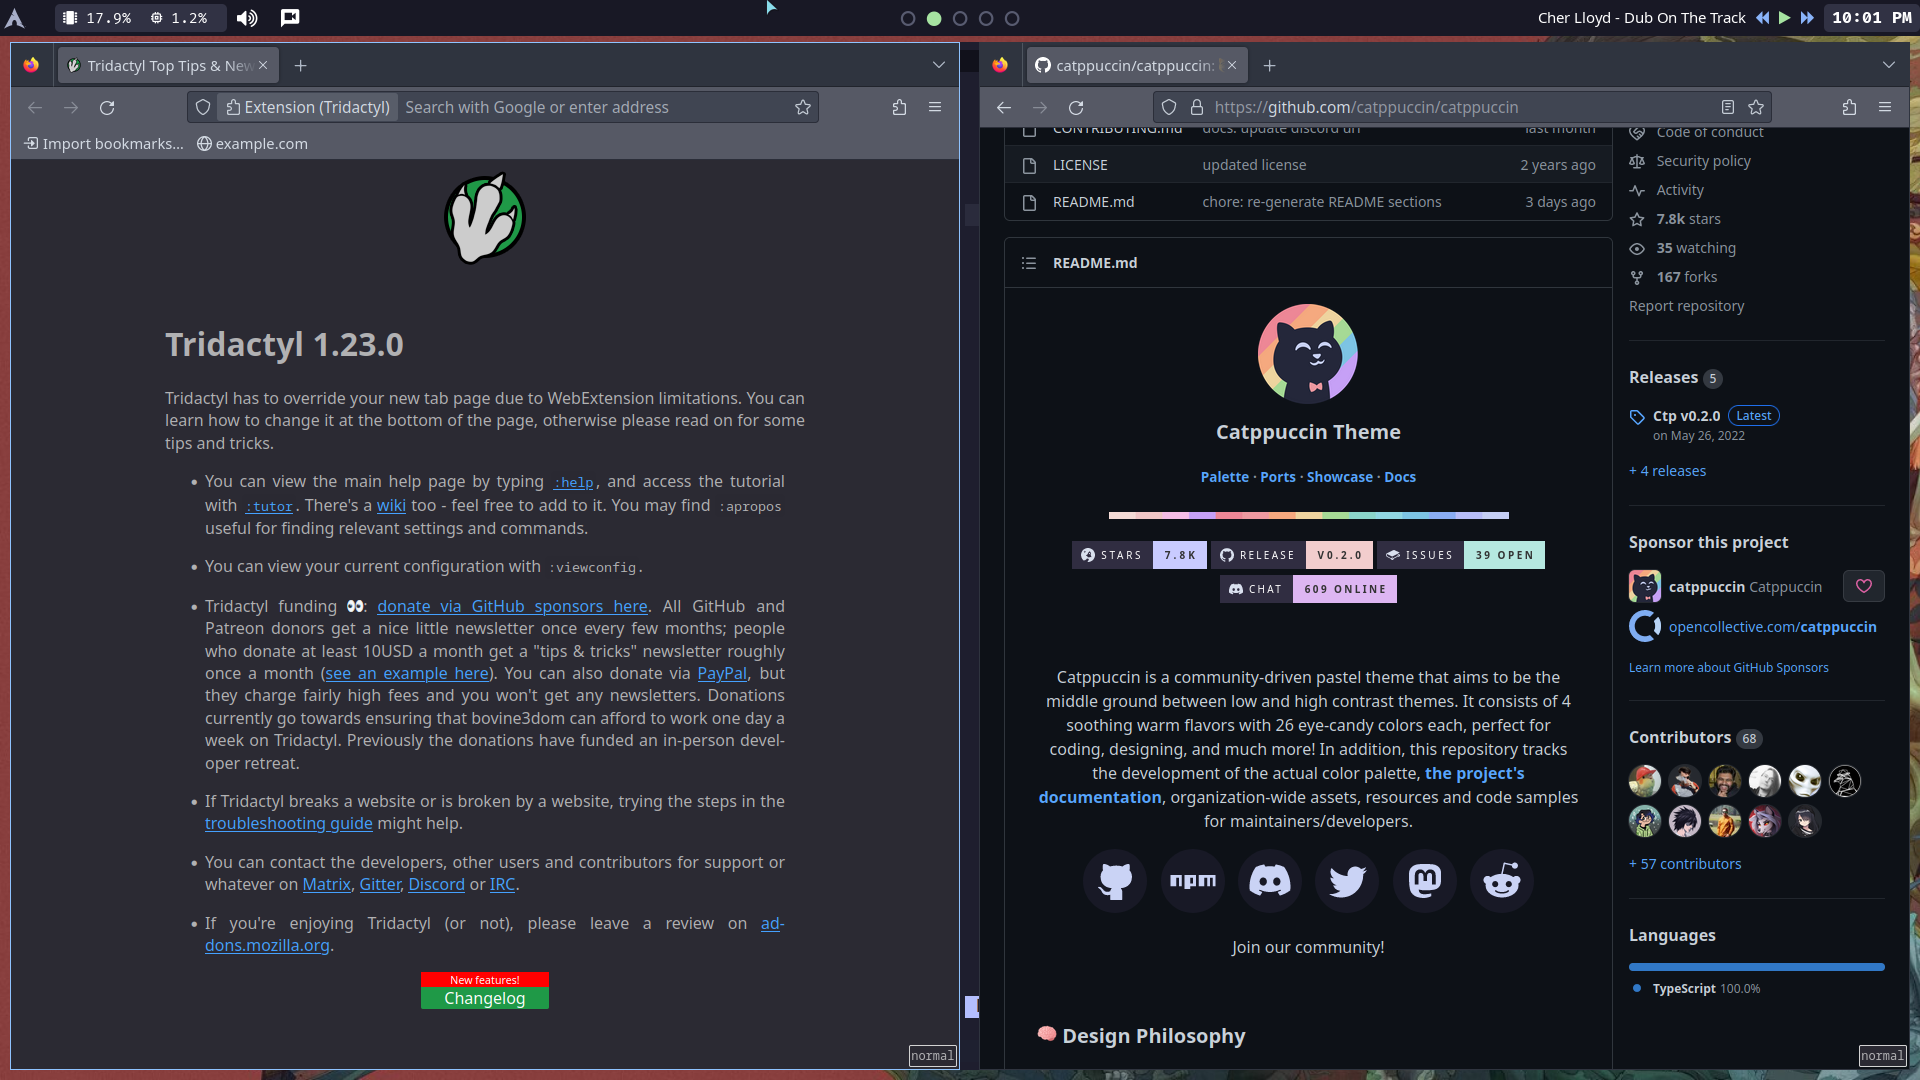 17.9% 1.2%
Cher Lloyd - Dub On The Track
10:01 PM
Tridactyl Top Tips & New
Extension (Tridactyl) Search with Google or enter address
Import bookmarks... example.com
Tridactyl 1.23.0
Tridactyl has to override your new tab page due to WebExtension limitations. You can
learn how to change it at the bottom of the page, otherwise please read on for some
tips and tricks.
• You can view the main help page by typing :help, and access the tutorial
with :tutor. There's a wiki too - feel free to add to it. You may find :apropos
useful for finding relevant settings and commands.
• You can view your current configuration with :viewconfig.
• Tridactyl funding 👀: donate via GitHub sponsors here. All GitHub and
Patreon donors get a nice little newsletter once every few months; people
who donate at least 10USD a month get a "tips & tricks" newsletter roughly
once a month (see an example here). You can also donate via PayPal, but
they charge fairly high fees and you won't get any newsletters. Donations
currently go towards ensuring that bovine3dom can afford to work one day a
week on Tridactyl. Previously the donations have funded an in-person devel-
oper retreat.
• If Tridactyl breaks a website or is broken by a website, trying the steps in the
troubleshooting guide might help.
• You can contact the developers, other users and contributors for support or
whatever on Matrix, Gitter, Discord or IRC.
• If you're enjoying Tridactyl (or not), please leave a review on ad-
dons.mozilla.org.
New features!
Changelog
normal
catppuccin/catppuccin:
https://github.com/catppuccin/catppuccin
CONTRIBUTING.md docs: update discord url last month
LICENSE updated license 2 years ago
README.md chore: re-generate README sections 3 days ago
README.md
Catppuccin Theme
Palette · Ports · Showcase · Docs
STARS 7.8K RELEASE V0.2.0 ISSUES 39 OPEN
CHAT 609 ONLINE
Catppuccin is a community-driven pastel theme that aims to be the
middle ground between low and high contrast themes. It consists of 4
soothing warm flavors with 26 eye-candy colors each, perfect for
coding, designing, and much more! In addition, this repository tracks
the development of the actual color palette, the project's
documentation, organization-wide assets, resources and code samples
for maintainers/developers.
npm
Join our community!
🧠 Design Philosophy
Code of conduct
Security policy
Activity
7.8k stars
35 watching
167 forks
Report repository
Releases 5
Ctp v0.2.0 Latest
on May 26, 2022
+ 4 releases
Sponsor this project
catppuccin Catppuccin
opencollective.com/catppuccin
Learn more about GitHub Sponsors
Contributors 68
+ 57 contributors
Languages
TypeScript 100.0%
normal